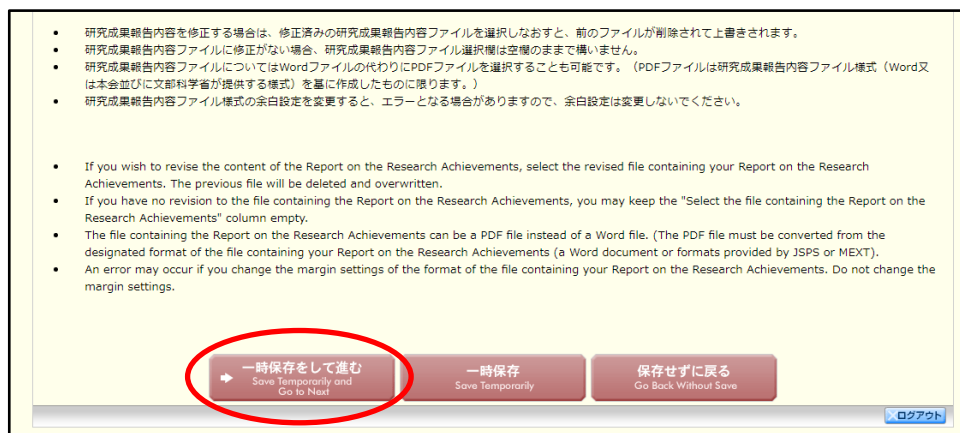 • 研究成果報告内容を修正する場合は、修正済みの研究成果報告内容ファイルを選択しなおすと、前のファイルが削除されて上書きされます。
• 研究成果報告内容ファイルに修正がない場合、研究成果報告内容ファイル選択欄は空欄のままで構いません。
• 研究成果報告内容ファイルについてはWordファイルの代わりにPDFファイルを選択することも可能です。（PDFファイルは研究成果報告内容ファイル様式（Word又
は本会並びに文部科学省が提供する様式）を基に作成したものに限ります。）
• 研究成果報告内容ファイル様式の余白設定を変更すると、エラーとなる場合がありますので、余白設定は変更しないでください。
• If you wish to revise the content of the Report on the Research Achievements, select the revised file containing your Report on the Research
Achievements. The previous file will be deleted and overwritten.
• If you have no revision to the file containing the Report on the Research Achievements, you may keep the "Select the file containing the Report on the
Research Achievements" column empty.
• The file containing the Report on the Research Achievements can be a PDF file instead of a Word file. (The PDF file must be converted from the
designated format of the file containing your Report on the Research Achievements (a Word document or formats provided by JSPS or MEXT).
• An error may occur if you change the margin settings of the format of the file containing your Report on the Research Achievements. Do not change the
margin settings.
一時保存をして進む
Save Temporarily and
Go to Next
一時保存
Save Temporarily
保存せずに戻る
Go Back Without Save
ログアウト